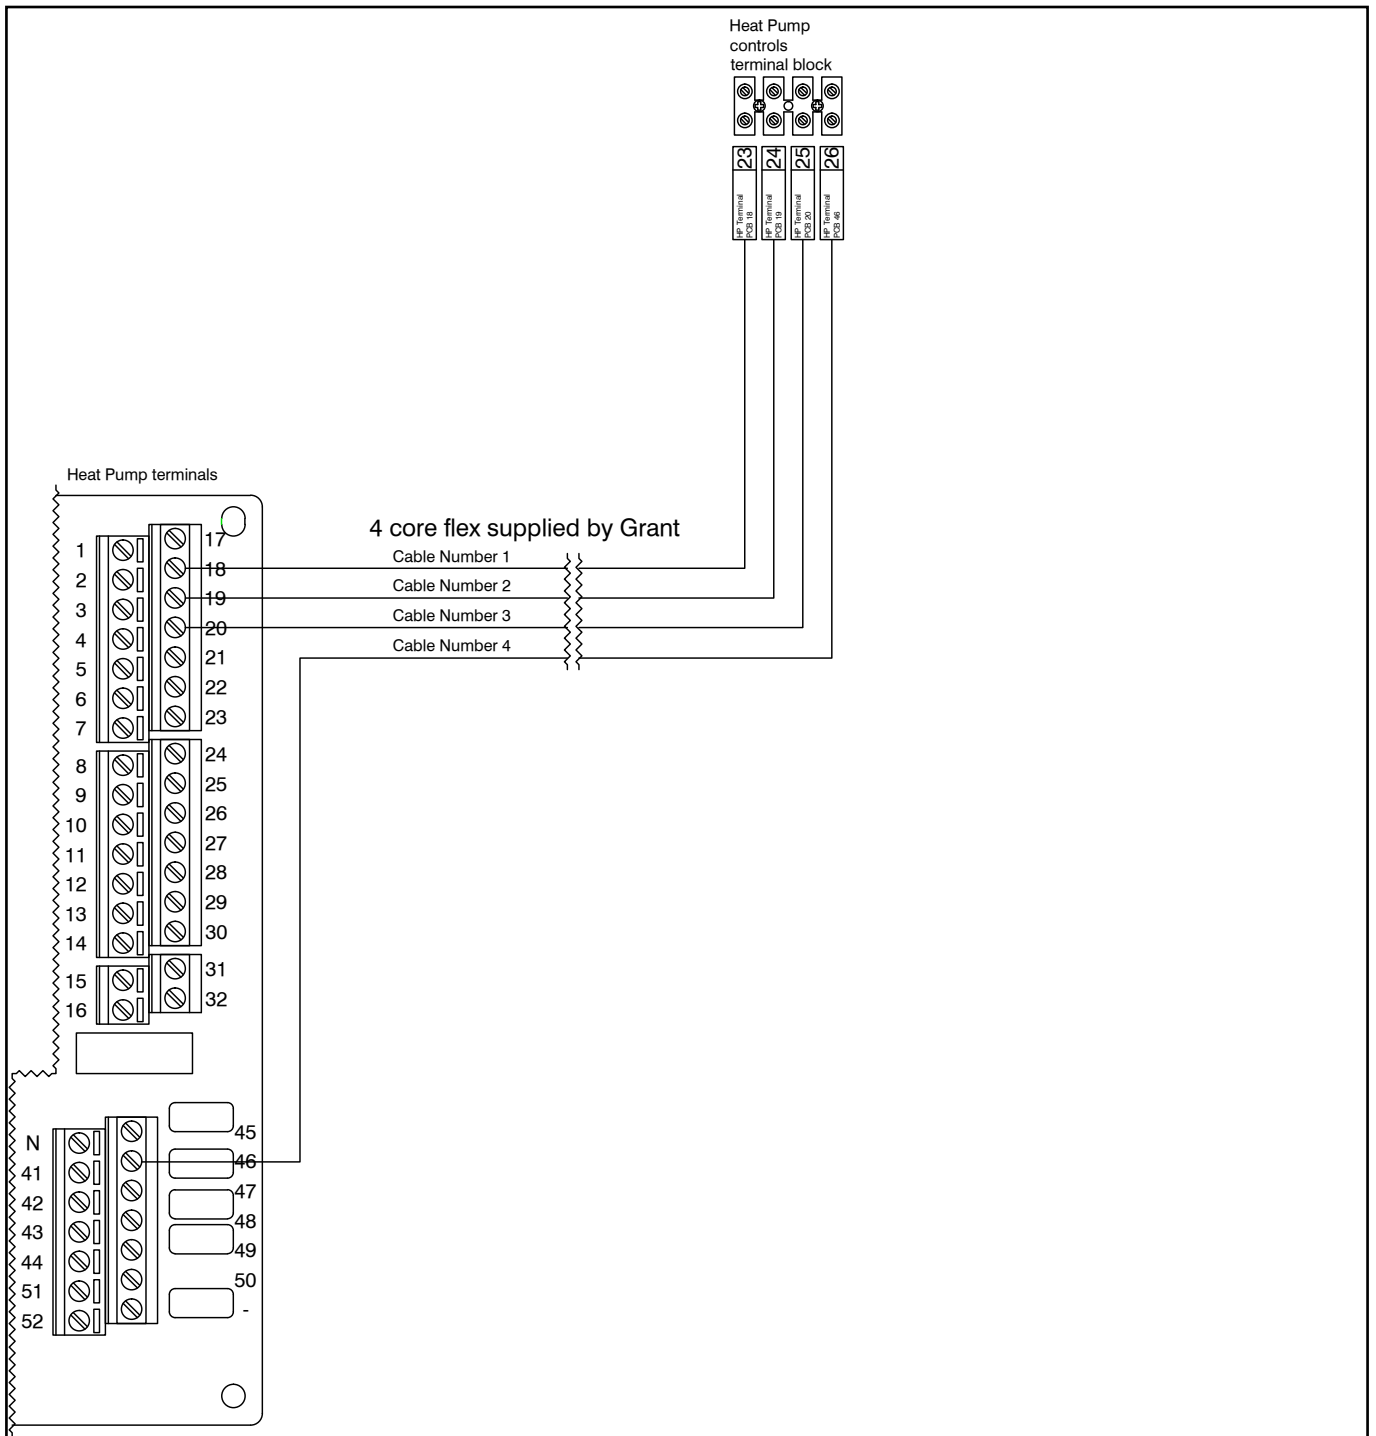 Heat Pump
controls
terminal block
23
24
25
26
HP Terminal
PCB 18
HP Terminal
PCB 19
HP Terminal
PCB 20
HP Terminal
PCB 46
Heat Pump terminals
4 core flex supplied by Grant
Cable Number 1
Cable Number 2
Cable Number 3
Cable Number 4
1
2
3
4
5
6
7
8
9
10
11
12
13
14
15
16
17
18
19
20
21
22
23
24
25
26
27
28
29
30
31
32
N
41
42
43
44
51
52
45
46
47
48
49
50
-